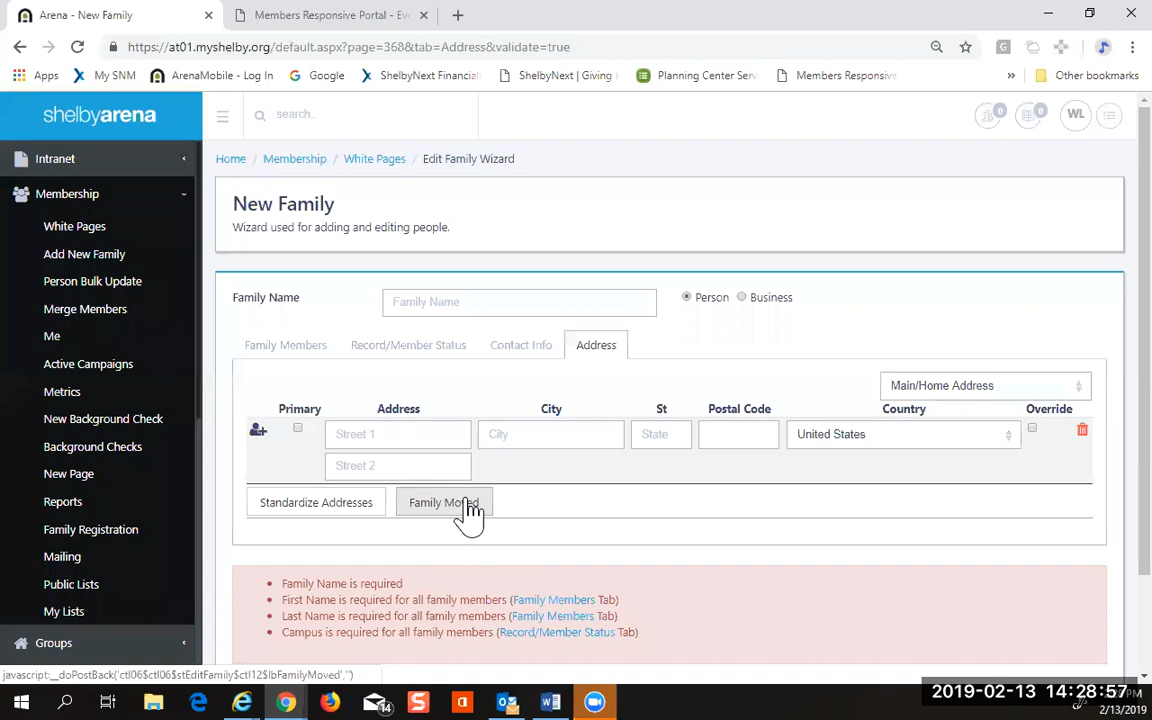 Arena - New Family
Members Responsive Portal - Ev
https://at01.myshelby.org/default.aspx?page=368&tab=Address&validate=true
Apps
My SNM
ArenaMobile - Log In
Google
ShelbyNext Financial
ShelbyNext | Giving
Planning Center Serv
Members Responsive
Other bookmarks
shelbyarena
search..
0
0
WL
Intranet
Membership
White Pages
Add New Family
Person Bulk Update
Merge Members
Me
Active Campaigns
Metrics
New Background Check
Background Checks
New Page
Reports
Family Registration
Mailing
Public Lists
My Lists
Groups
Home / Membership / White Pages / Edit Family Wizard
New Family
Wizard used for adding and editing people.
Family Name
Family Name
Person
Business
Family Members
Record/Member Status
Contact Info
Address
Main/Home Address
Primary
Address
City
St
Postal Code
Country
Override
Street 1
City
State
United States
Street 2
Standardize Addresses
Family Moved
Family Name is required
First Name is required for all family members (Family Members Tab)
Last Name is required for all family members (Family Members Tab)
Campus is required for all family members (Record/Member Status Tab)
javascript:__doPostBack('ctl06$ctl06$stEditFamily$ctl12$lbFamilyMoved','')
14
2019-02-13 14:28:57
2/13/2019